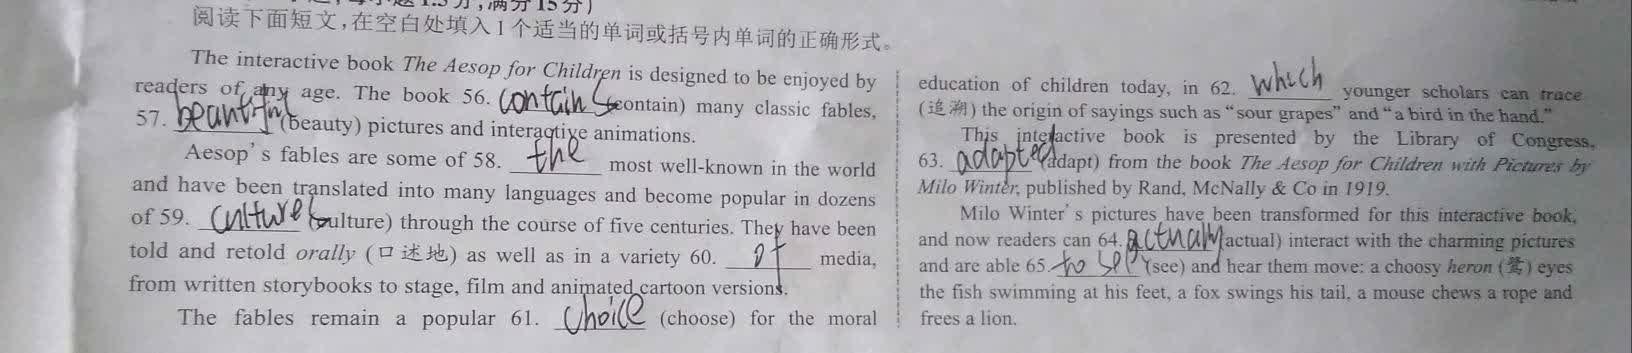 满分15分)
阅读下面短文,在空白处填入1个适当的单词或括号内单词的正确形式。
The interactive book The Aesop for Children is designed to be enjoyed by
readers of any age. The book 56. contains (contain) many classic fables,
57. beautiful (beauty) pictures and interactive animations.
Aesop's fables are some of 58. the most well-known in the world
and have been translated into many languages and become popular in dozens
of 59. cultures (culture) through the course of five centuries. They have been
told and retold orally (口述地) as well as in a variety 60. of media,
from written storybooks to stage, film and animated cartoon versions.
The fables remain a popular 61. choice (choose) for the moral
education of children today, in 62. which younger scholars can trace
(追溯) the origin of sayings such as "sour grapes" and "a bird in the hand."
This interactive book is presented by the Library of Congress,
63. adapted (adapt) from the book The Aesop for Children with Pictures by
Milo Winter, published by Rand, McNally & Co in 1919.
Milo Winter's pictures have been transformed for this interactive book,
and now readers can 64. actually (actual) interact with the charming pictures
and are able 65. to see (see) and hear them move: a choosy heron (鹭) eyes
the fish swimming at his feet, a fox swings his tail, a mouse chews a rope and
frees a lion.